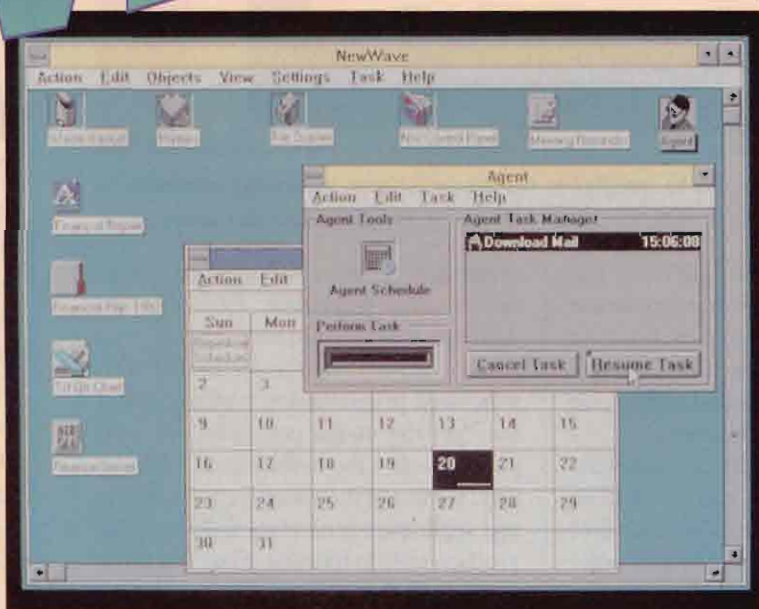 NewWave
Action Edit Objects View Settings Task Help
Agent
Agent
Action Edit Task Help
Agent Tools
Agent Task Manager
Download Mail 15:06:08
Agent Schedule
Perform Task
Cancel Task
Resume Task
Action Edit
Sun Mon
2 3
9 10 11 12 13 14 15
16 17 18 19 20 21 22
23 24 25 26 27 28 29
30 31